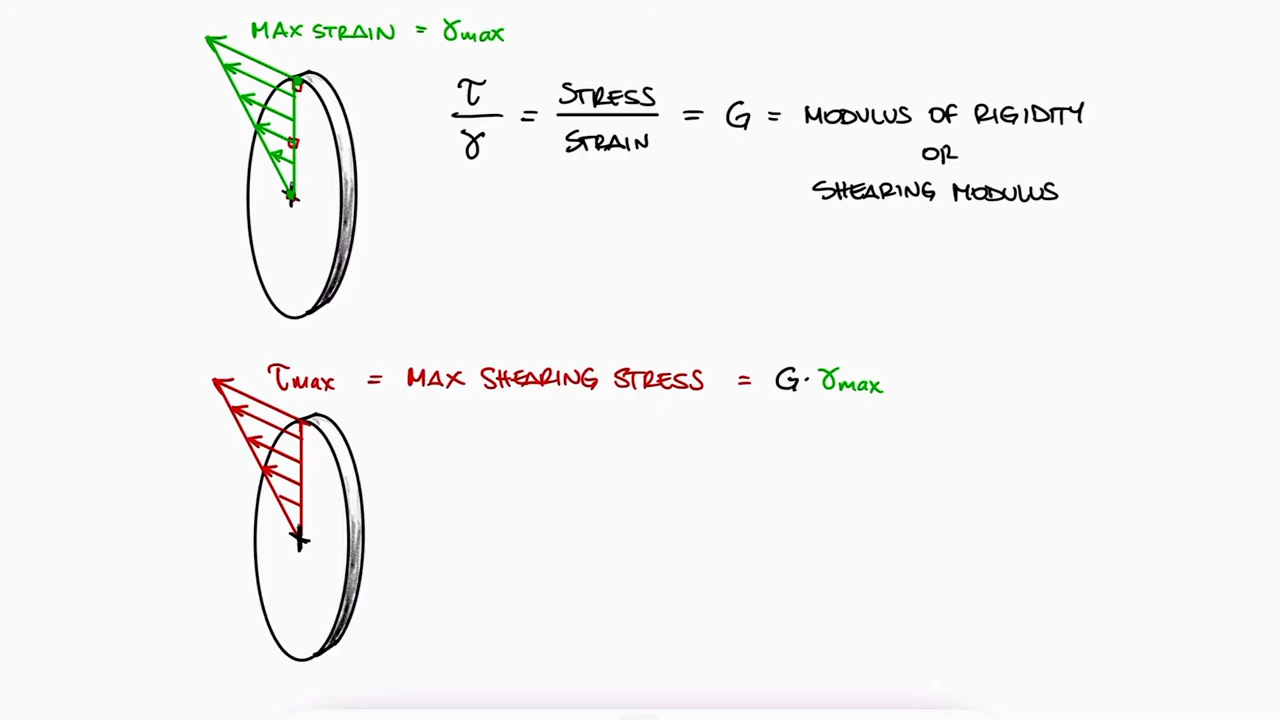 MAX STRAIN = γmax
τ/γ = STRESS/STRAIN = G = MODULUS OF RIGIDITY
OR
SHEARING MODULUS
τmax = MAX SHEARING STRESS = G·γmax